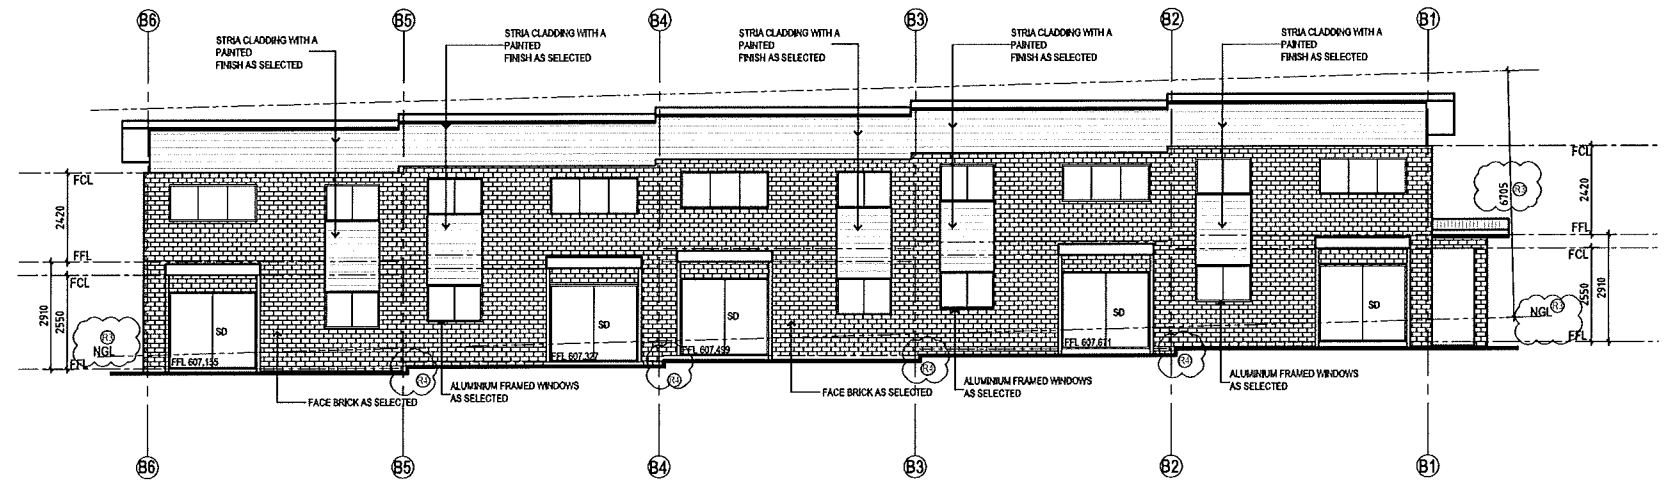 B6
B5
B4
B3
B2
B1
STRIA CLADDING WITH A
PAINTED
FINISH AS SELECTED
STRIA CLADDING WITH A
PAINTED
FINISH AS SELECTED
STRIA CLADDING WITH A
PAINTED
FINISH AS SELECTED
STRIA CLADDING WITH A
PAINTED
FINISH AS SELECTED
STRIA CLADDING WITH A
PAINTED
FINISH AS SELECTED
FCL
2420
FFL
FCL
2910
2550
R3
NGL
FFL
FCL
2420
6705
FFL
FCL
2550
2910
NGL
FFL
SD
SD
SD
SD
SD
FFL 607.155
FFL 607.327
FFL 607.499
FFL 607.671
R4
R4
R4
FACE BRICK AS SELECTED
ALUMINIUM FRAMED WINDOWS
AS SELECTED
FACE BRICK AS SELECTED
ALUMINIUM FRAMED WINDOWS
AS SELECTED
ALUMINIUM FRAMED WINDOWS
AS SELECTED
B6
B5
B4
B3
B2
B1